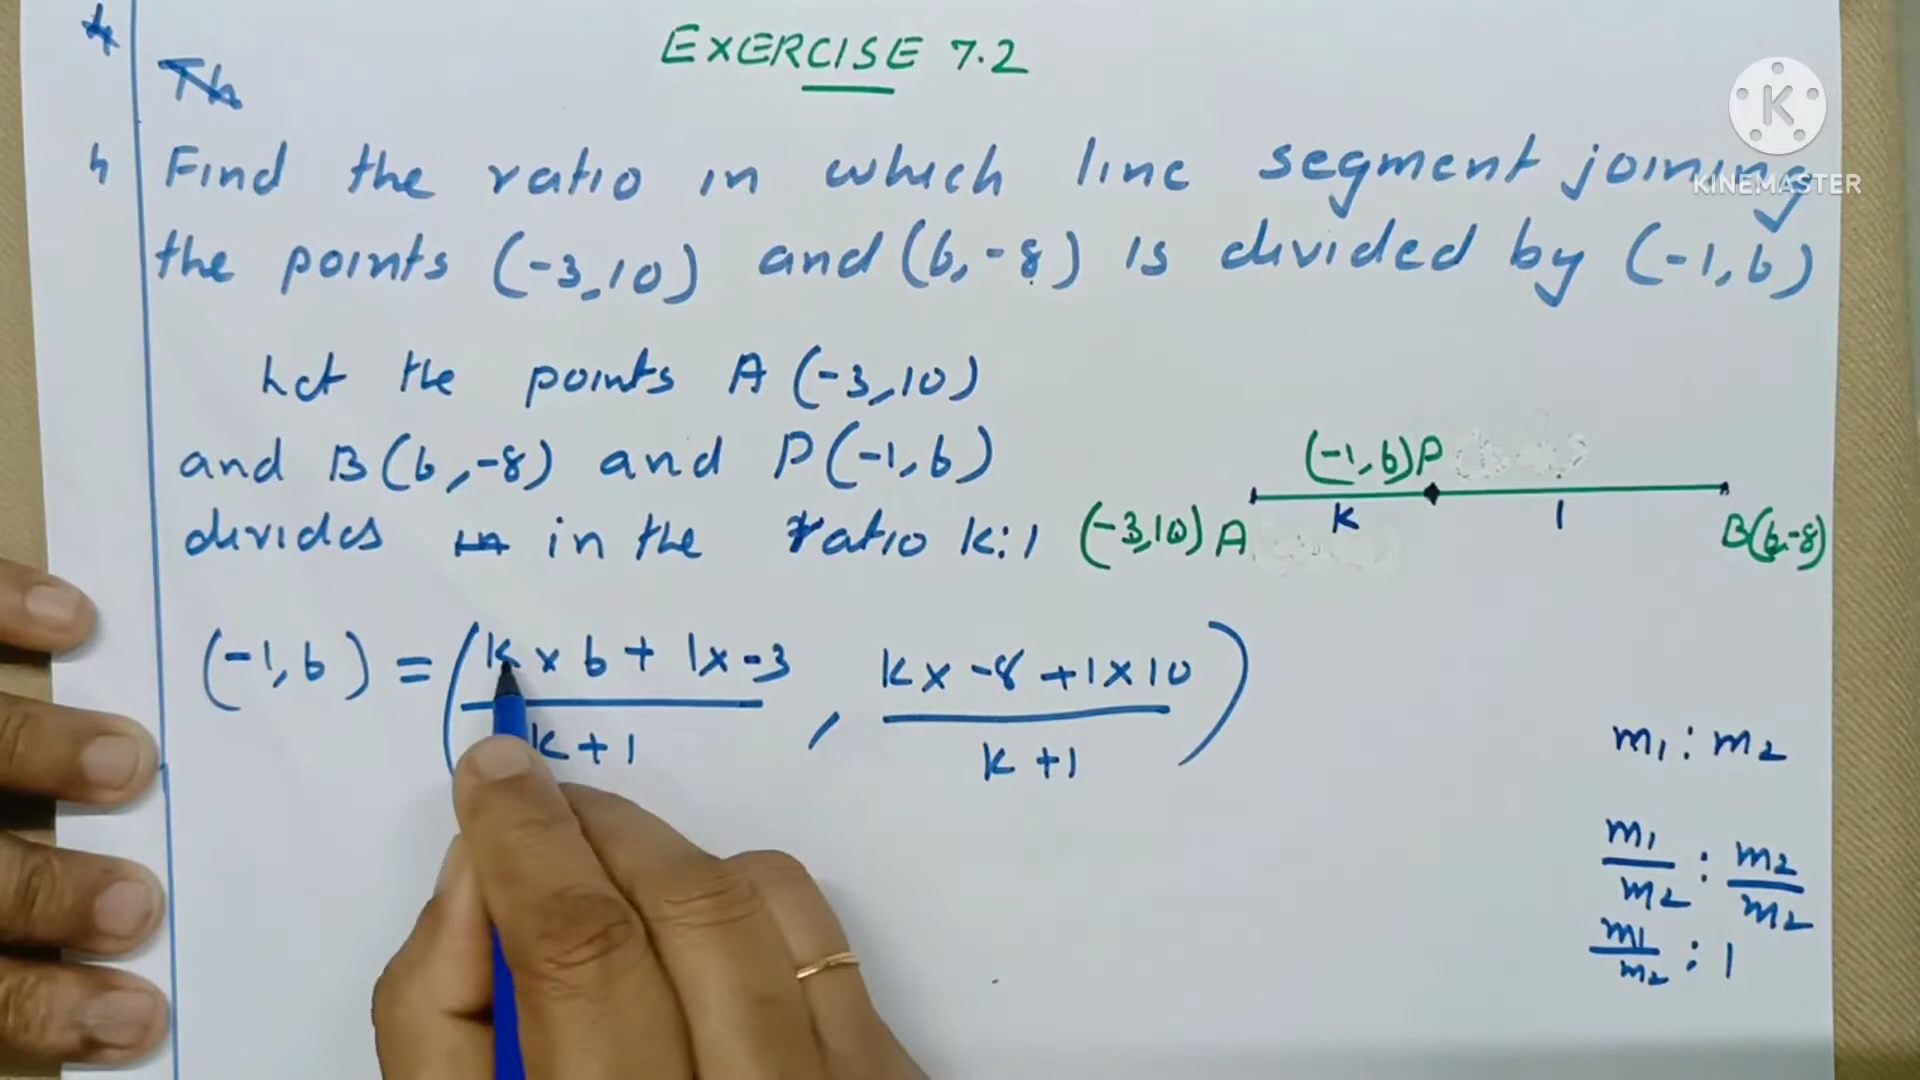 EXERCISE 7.2
K
KINEMASTER
Find the ratio in which line segment joining
the points (-3,10) and (6,-8) is divided by (-1,6)
Let the points A (-3,10)
and B(6,-8) and P(-1,6)
divides in the ratio k:1
(-1,6)P
k 1
(-3,10) A B(6,-8)
(-1,6) = (k×6+1×-3 , k×-8+1×10)
k+1 k+1
m1 : m2
m1 : m2
m2 m2
m1 : 1
m2